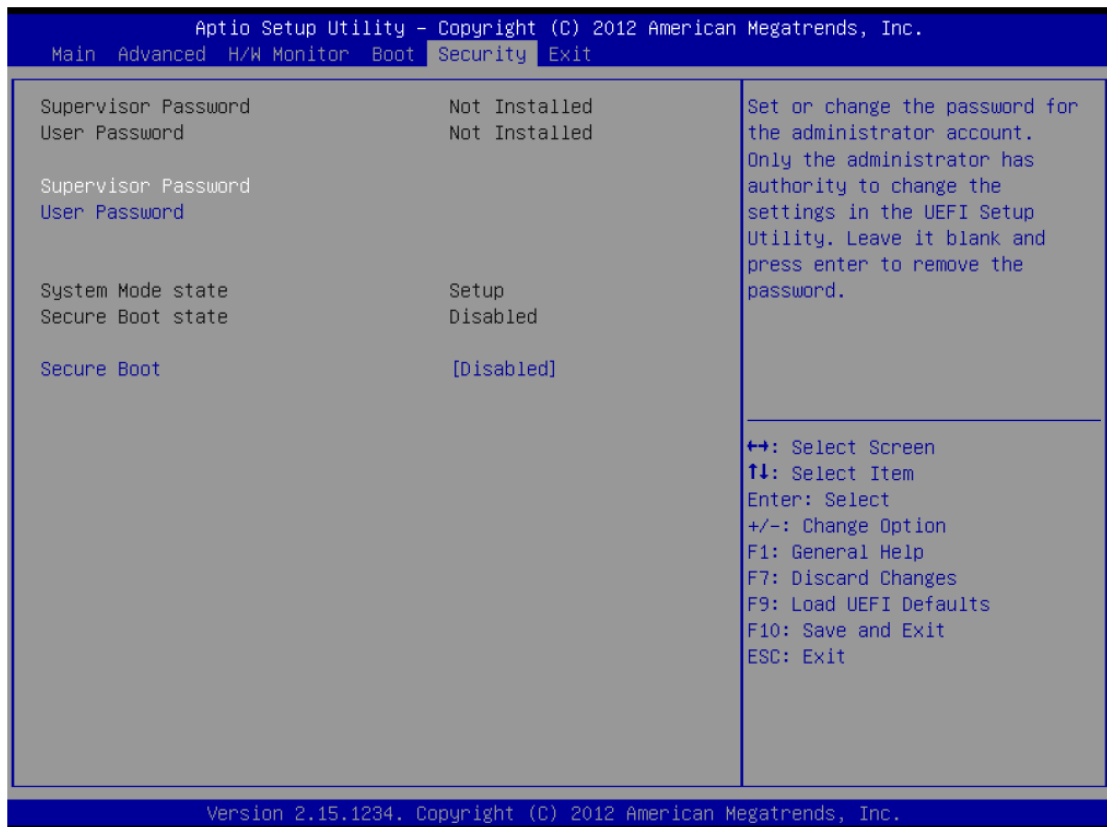 Aptio Setup Utility – Copyright (C) 2012 American Megatrends, Inc.
Main Advanced H/W Monitor Boot Security Exit
Supervisor Password Not Installed
User Password Not Installed
Supervisor Password
User Password
System Mode state Setup
Secure Boot state Disabled
Secure Boot [Disabled]
Set or change the password for
the administrator account.
Only the administrator has
authority to change the
settings in the UEFI Setup
Utility. Leave it blank and
press enter to remove the
password.
↔: Select Screen
↑↓: Select Item
Enter: Select
+/-: Change Option
F1: General Help
F7: Discard Changes
F9: Load UEFI Defaults
F10: Save and Exit
ESC: Exit
Version 2.15.1234. Copyright (C) 2012 American Megatrends, Inc.